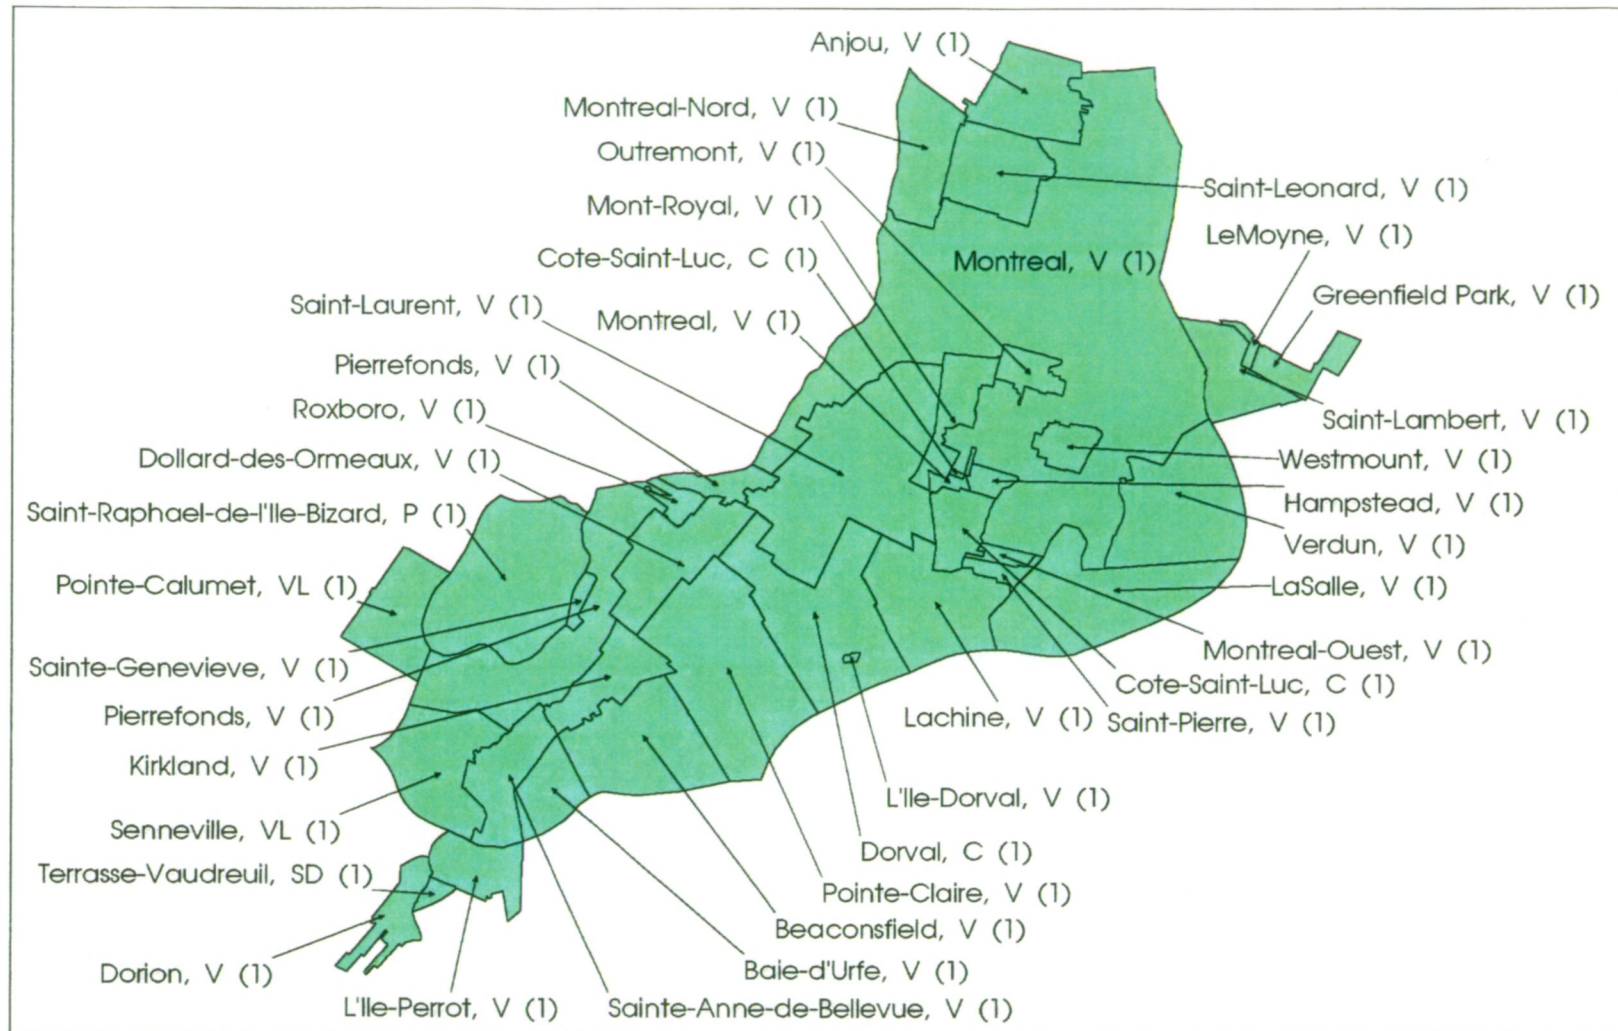 Anjou, V (1)
Montreal-Nord, V (1)
Outremont, V (1)
Saint-Leonard, V (1)
Mont-Royal, V (1)
LeMoyne, V (1)
Cote-Saint-Luc, C (1)
Montreal, V (1)
Greenfield Park, V (1)
Saint-Laurent, V (1)
Montreal, V (1)
Pierrefonds, V (1)
Roxboro, V (1)
Saint-Lambert, V (1)
Dollard-des-Ormeaux, V (1)
Westmount, V (1)
Hampstead, V (1)
Saint-Raphael-de-l'Ile-Bizard, P (1)
Verdun, V (1)
Pointe-Calumet, VL (1)
LaSalle, V (1)
Montreal-Ouest, V (1)
Sainte-Genevieve, V (1)
Cote-Saint-Luc, C (1)
Pierrefonds, V (1)
Lachine, V (1)
Saint-Pierre, V (1)
Kirkland, V (1)
L'Ile-Dorval, V (1)
Senneville, VL (1)
Dorval, C (1)
Terrasse-Vaudreuil, SD (1)
Pointe-Claire, V (1)
Beaconsfield, V (1)
Dorion, V (1)
Baie-d'Urfe, V (1)
L'Ile-Perrot, V (1)
Sainte-Anne-de-Bellevue, V (1)